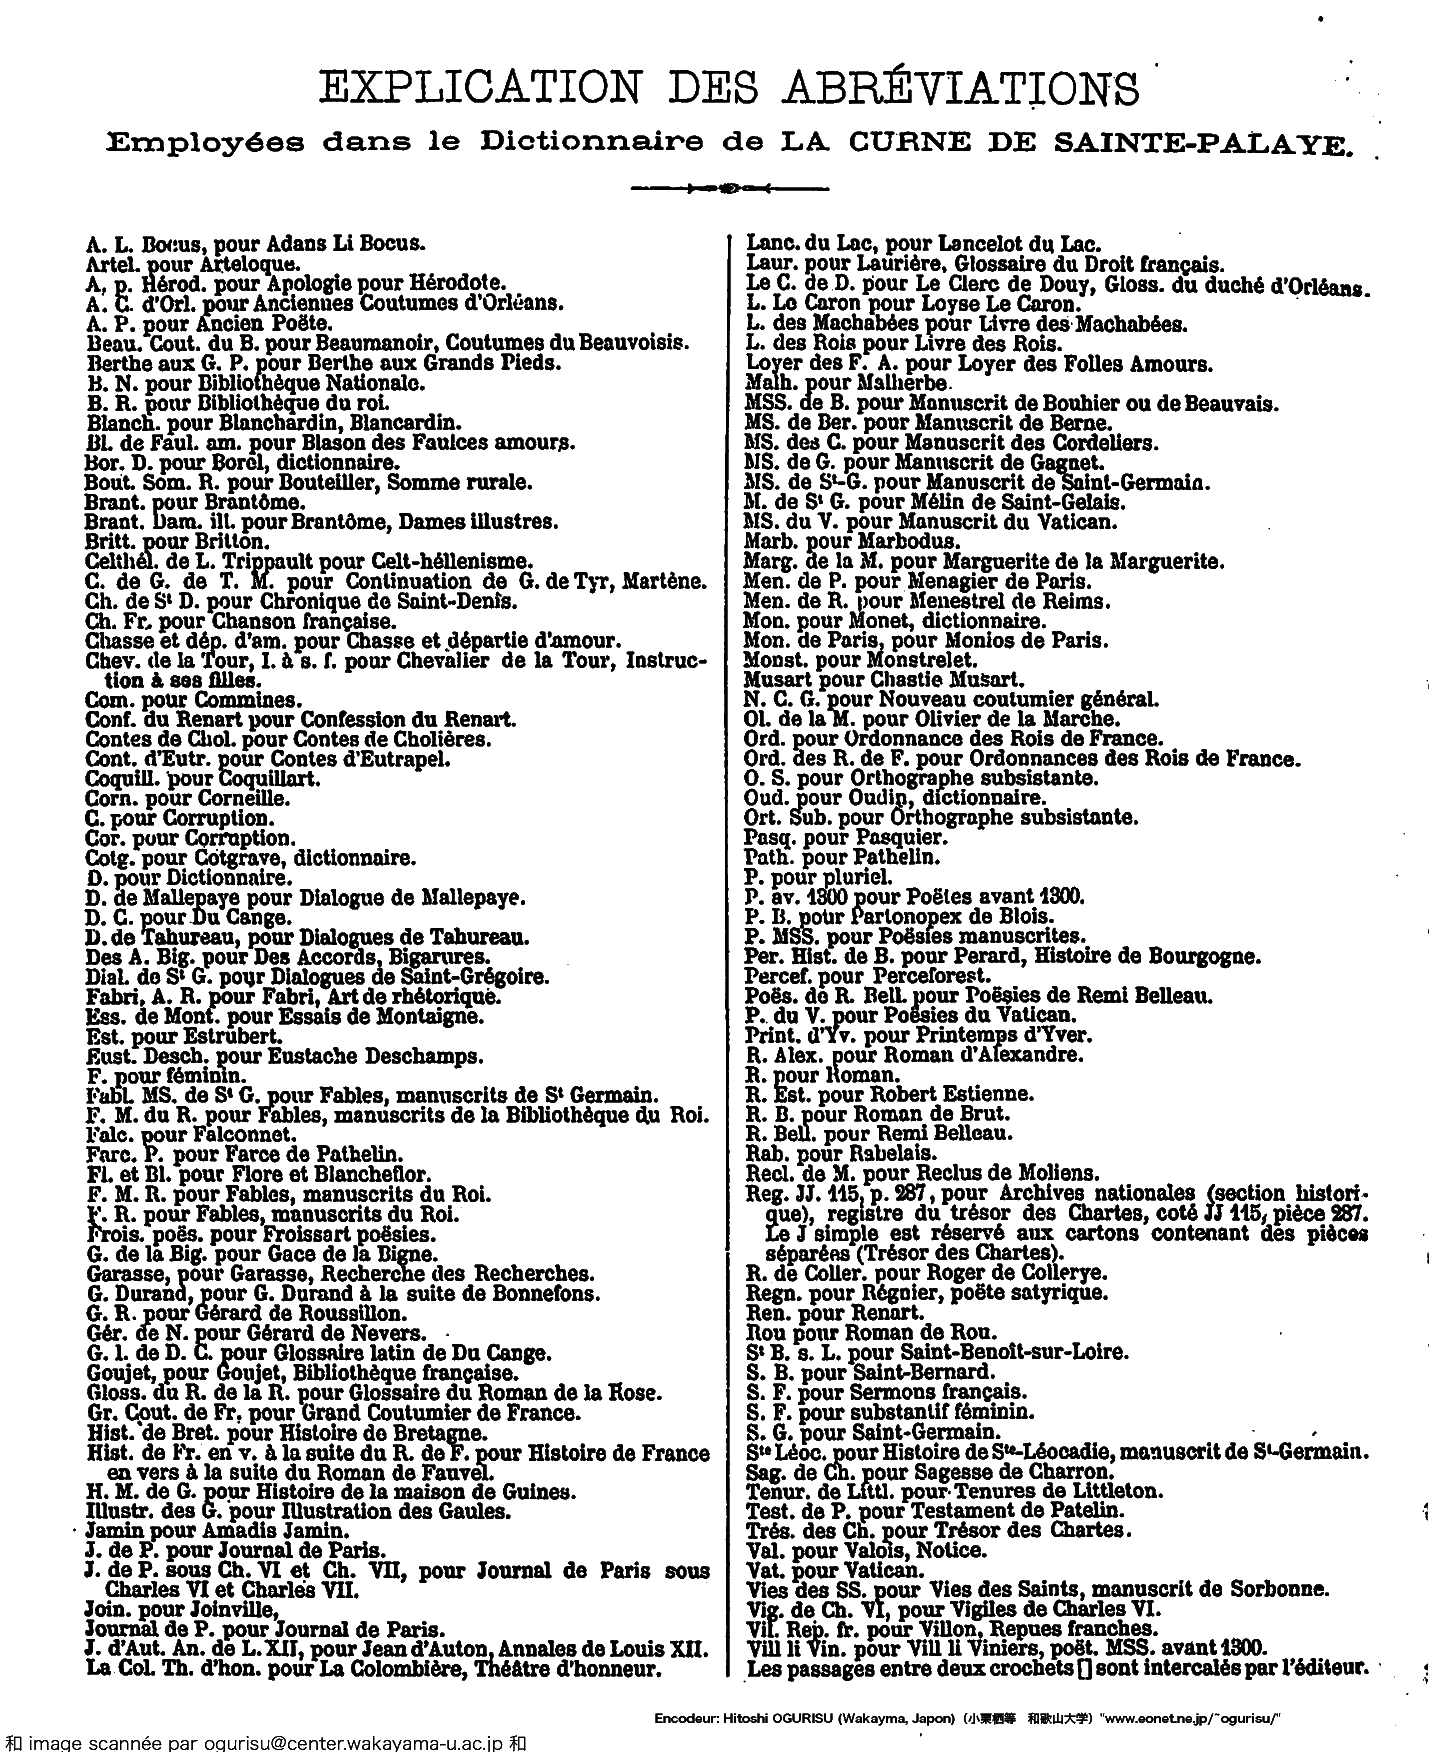 EXPLICATION DES ABRÉVIATIONS
Employées dans le Dictionnaire de LA CURNE DE SAINTE-PALAYE.
A. L. Bocus, pour Adans Li Bocus.
Artel. pour Arteloque.
A. p. Hérod. pour Apologie pour Hérodote.
A. C. d'Orl. pour Anciennes Coutumes d'Orléans.
A. P. pour Ancien Poëte.
Beau. Cout. du B. pour Beaumanoir, Coutumes du Beauvoisis.
Berthe aux G. P. pour Berthe aux Grands Pieds.
B. N. pour Bibliothèque Nationale.
B. R. pour Bibliothèque du roi.
Blanch. pour Blanchardin, Blancardin.
Bl. de Faul. am. pour Blason des Faulces amours.
Bor. D. pour Borel, dictionnaire.
Bout. Som. R. pour Bouteiller, Somme rurale.
Brant. pour Brantôme.
Brant. Dam. ill. pour Brantôme, Dames illustres.
Britt. pour Britton.
Celthél. de L. Trippault pour Celt-héllenisme.
C. de G. de T. M. pour Continuation de G. de Tyr, Martène.
Ch. de St D. pour Chronique de Saint-Denis.
Ch. Fr. pour Chanson française.
Chasse et dép. d'am. pour Chasse et départie d'amour.
Chev. de la Tour, I. à s. f. pour Chevalier de la Tour, Instruc-
tion à ses filles.
Com. pour Commines.
Conf. du Renart pour Confession du Renart.
Contes de Chol. pour Contes de Cholières.
Cont. d'Eutr. pour Contes d'Eutrapel.
Coquill. pour Coquillart.
Corn. pour Corneille.
C. pour Corruption.
Cor. pour Corruption.
Cotg. pour Cotgrave, dictionnaire.
D. pour Dictionnaire.
D. de Mallepaye pour Dialogue de Mallepaye.
D. C. pour Du Cange.
D. de Tahureau, pour Dialogues de Tahureau.
Des A. Big. pour Des Accords, Bigarures.
Dial. de St G. pour Dialogues de Saint-Grégoire.
Fabri, A. R. pour Fabri, Art de rhétorique.
Ess. de Mont. pour Essais de Montaigne.
Est. pour Estrubert.
Eust. Desch. pour Eustache Deschamps.
F. pour féminin.
Fabl. MS. de St G. pour Fables, manuscrits de St Germain.
F. M. du R. pour Fables, manuscrits de la Bibliothèque du Roi.
Falc. pour Falconnet.
Farc. P. pour Farce de Pathelin.
Fl. et Bl. pour Flore et Blancheflor.
F. M. R. pour Fables, manuscrits du Roi.
F. R. pour Fables, manuscrits du Roi.
Frois. poës. pour Froissart poësies.
G. de la Big. pour Gace de la Bigne.
Garasse, pour Garasse, Recherche des Recherches.
G. Durand, pour G. Durand à la suite de Bonnefons.
G. R. pour Gérard de Roussillon.
Gér. de N. pour Gérard de Nevers.
G. l. de D. C. pour Glossaire latin de Du Cange.
Goujet, pour Goujet, Bibliothèque française.
Gloss. du R. de la R. pour Glossaire du Roman de la Rose.
Gr. Cout. de Fr. pour Grand Coutumier de France.
Hist. de Bret. pour Histoire de Bretagne.
Hist. de Fr. en v. à la suite du R. de F. pour Histoire de France
en vers à la suite du Roman de Fauvel.
H. M. de G. pour Histoire de la maison de Guines.
Illustr. des G. pour Illustration des Gaules.
Jamin pour Amadis Jamin.
J. de P. pour Journal de Paris.
J. de P. sous Ch. VI et Ch. VII, pour Journal de Paris sous
Charles VI et Charles VII.
Join. pour Joinville,
Journal de P. pour Journal de Paris.
J. d'Aut. An. de L. XII, pour Jean d'Auton, Annales de Louis XII.
La Col. Th. d'hon. pour La Colombière, Théâtre d'honneur.
Lanc. du Lac, pour Lancelot du Lac.
Laur. pour Laurière, Glossaire du Droit français.
Le C. de D. pour Le Clerc de Douy, Gloss. du duché d'Orléans.
L. Le Caron pour Loyse Le Caron.
L. des Machabées pour Livre des Machabées.
L. des Rois pour Livre des Rois.
Loyer des F. A. pour Loyer des Folles Amours.
Malh. pour Malherbe.
MSS. de B. pour Manuscrit de Bouhier ou de Beauvais.
MS. de Ber. pour Manuscrit de Berne.
MS. des C. pour Manuscrit des Cordeliers.
MS. de G. pour Manuscrit de Gagnet.
MS. de St-G. pour Manuscrit de Saint-Germain.
M. de St G. pour Mélin de Saint-Gelais.
MS. du V. pour Manuscrit du Vatican.
Marb. pour Marbodus.
Marg. de la M. pour Marguerite de la Marguerite.
Men. de P. pour Menagier de Paris.
Men. de R. pour Menestrel de Reims.
Mon. pour Monet, dictionnaire.
Mon. de Paris, pour Monios de Paris.
Monst. pour Monstrelet.
Musart pour Chastie Musart.
N. C. G. pour Nouveau coutumier général.
Ol. de la M. pour Olivier de la Marche.
Ord. pour Ordonnance des Rois de France.
Ord. des R. de F. pour Ordonnances des Rois de France.
O. S. pour Orthographe subsistante.
Oud. pour Oudin, dictionnaire.
Ort. Sub. pour Orthographe subsistante.
Pasq. pour Pasquier.
Path. pour Pathelin.
P. pour pluriel.
P. av. 1300 pour Poëtes avant 1300.
P. B. pour Partonopex de Blois.
P. MSS. pour Poësies manuscrites.
Per. Hist. de B. pour Perard, Histoire de Bourgogne.
Percef. pour Perceforest.
Poës. de R. Bell. pour Poësies de Remi Belleau.
P. du V. pour Poësies du Vatican.
Print. d'Yv. pour Printemps d'Yver.
R. Alex. pour Roman d'Alexandre.
R. pour Roman.
R. Est. pour Robert Estienne.
R. B. pour Roman de Brut.
R. Bell. pour Remi Belleau.
Rab. pour Rabelais.
Recl. de M. pour Reclus de Moliens.
Reg. JJ. 115, p. 287, pour Archives nationales (section histori-
que), registre du trésor des Chartes, coté JJ 115, pièce 287.
Le J simple est réservé aux cartons contenant des pièces
séparées (Trésor des Chartes).
R. de Coller. pour Roger de Collerye.
Regn. pour Régnier, poëte satyrique.
Ren. pour Renart.
Rou pour Roman de Rou.
St B. s. L. pour Saint-Benoît-sur-Loire.
S. B. pour Saint-Bernard.
S. F. pour Sermons français.
S. F. pour substantif féminin.
S. G. pour Saint-Germain.
Ste Léoc. pour Histoire de Ste-Léocadie, manuscrit de St-Germain.
Sag. de Ch. pour Sagesse de Charron.
Tenur. de Littl. pour Tenures de Littleton.
Test. de P. pour Testament de Patelin.
Trés. des Ch. pour Trésor des Chartes.
Val. pour Valois, Notice.
Vat. pour Vatican.
Vies des SS. pour Vies des Saints, manuscrit de Sorbonne.
Vig. de Ch. VI, pour Vigiles de Charles VI.
Vil. Rep. fr. pour Villon, Repues franches.
Vill li Vin. pour Vill li Viniers, poët. MSS. avant 1300.
Les passages entre deux crochets [] sont intercalés par l'éditeur.
Encodeur: Hitoshi OGURISU (Wakayma, Japon) (小栗栖等 和歌山大学) "www.eonet.ne.jp/~ogurisu/"
和 image scannée par ogurisu@center.wakayama-u.ac.jp 和